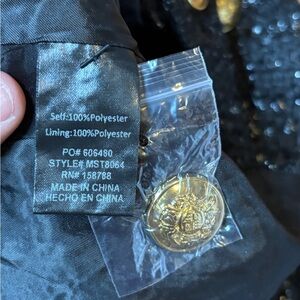 Self:100%Polyester
Lining:100%Polyester
PO# 606480
STYLE# MST8064
RN# 158788
MADE IN CHINA
HECHO EN CHINA